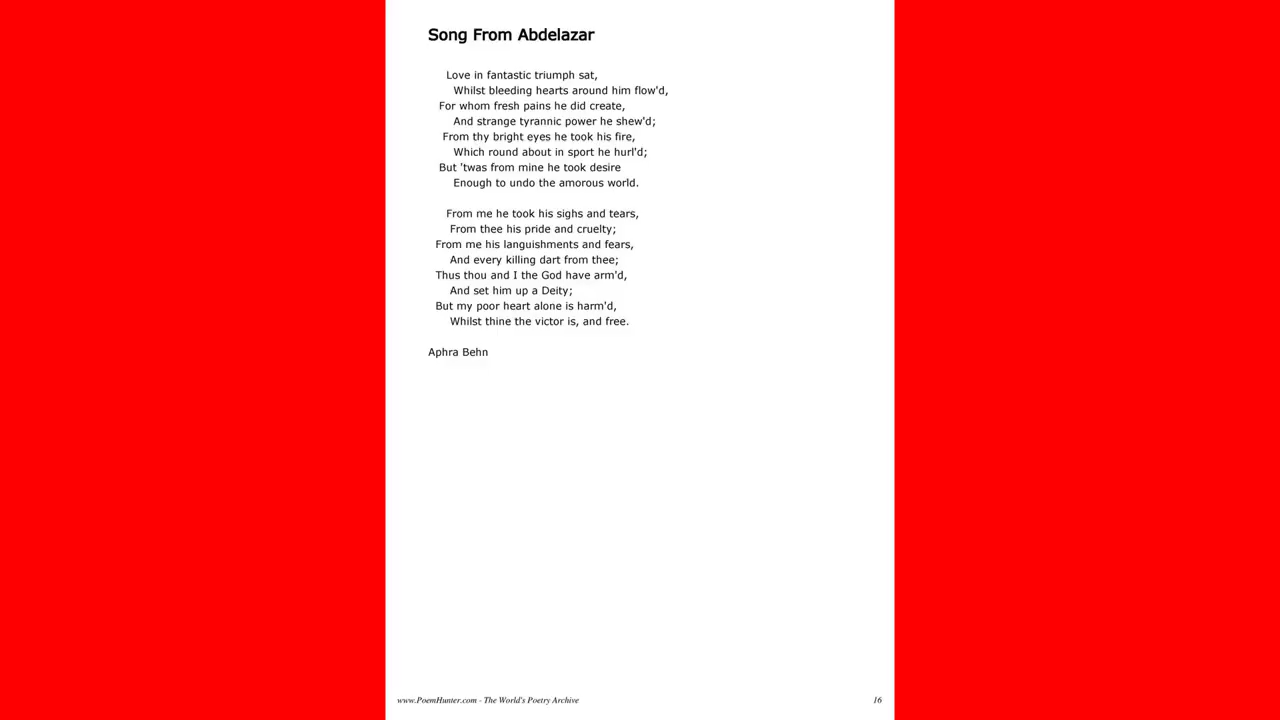 Song From Abdelazar
Love in fantastic triumph sat,
Whilst bleeding hearts around him flow'd,
For whom fresh pains he did create,
And strange tyrannic power he shew'd;
From thy bright eyes he took his fire,
Which round about in sport he hurl'd;
But 'twas from mine he took desire
Enough to undo the amorous world.
From me he took his sighs and tears,
From thee his pride and cruelty;
From me his languishments and fears,
And every killing dart from thee;
Thus thou and I the God have arm'd,
And set him up a Deity;
But my poor heart alone is harm'd,
Whilst thine the victor is, and free.
Aphra Behn
www.PoemHunter.com - The World's Poetry Archive 16